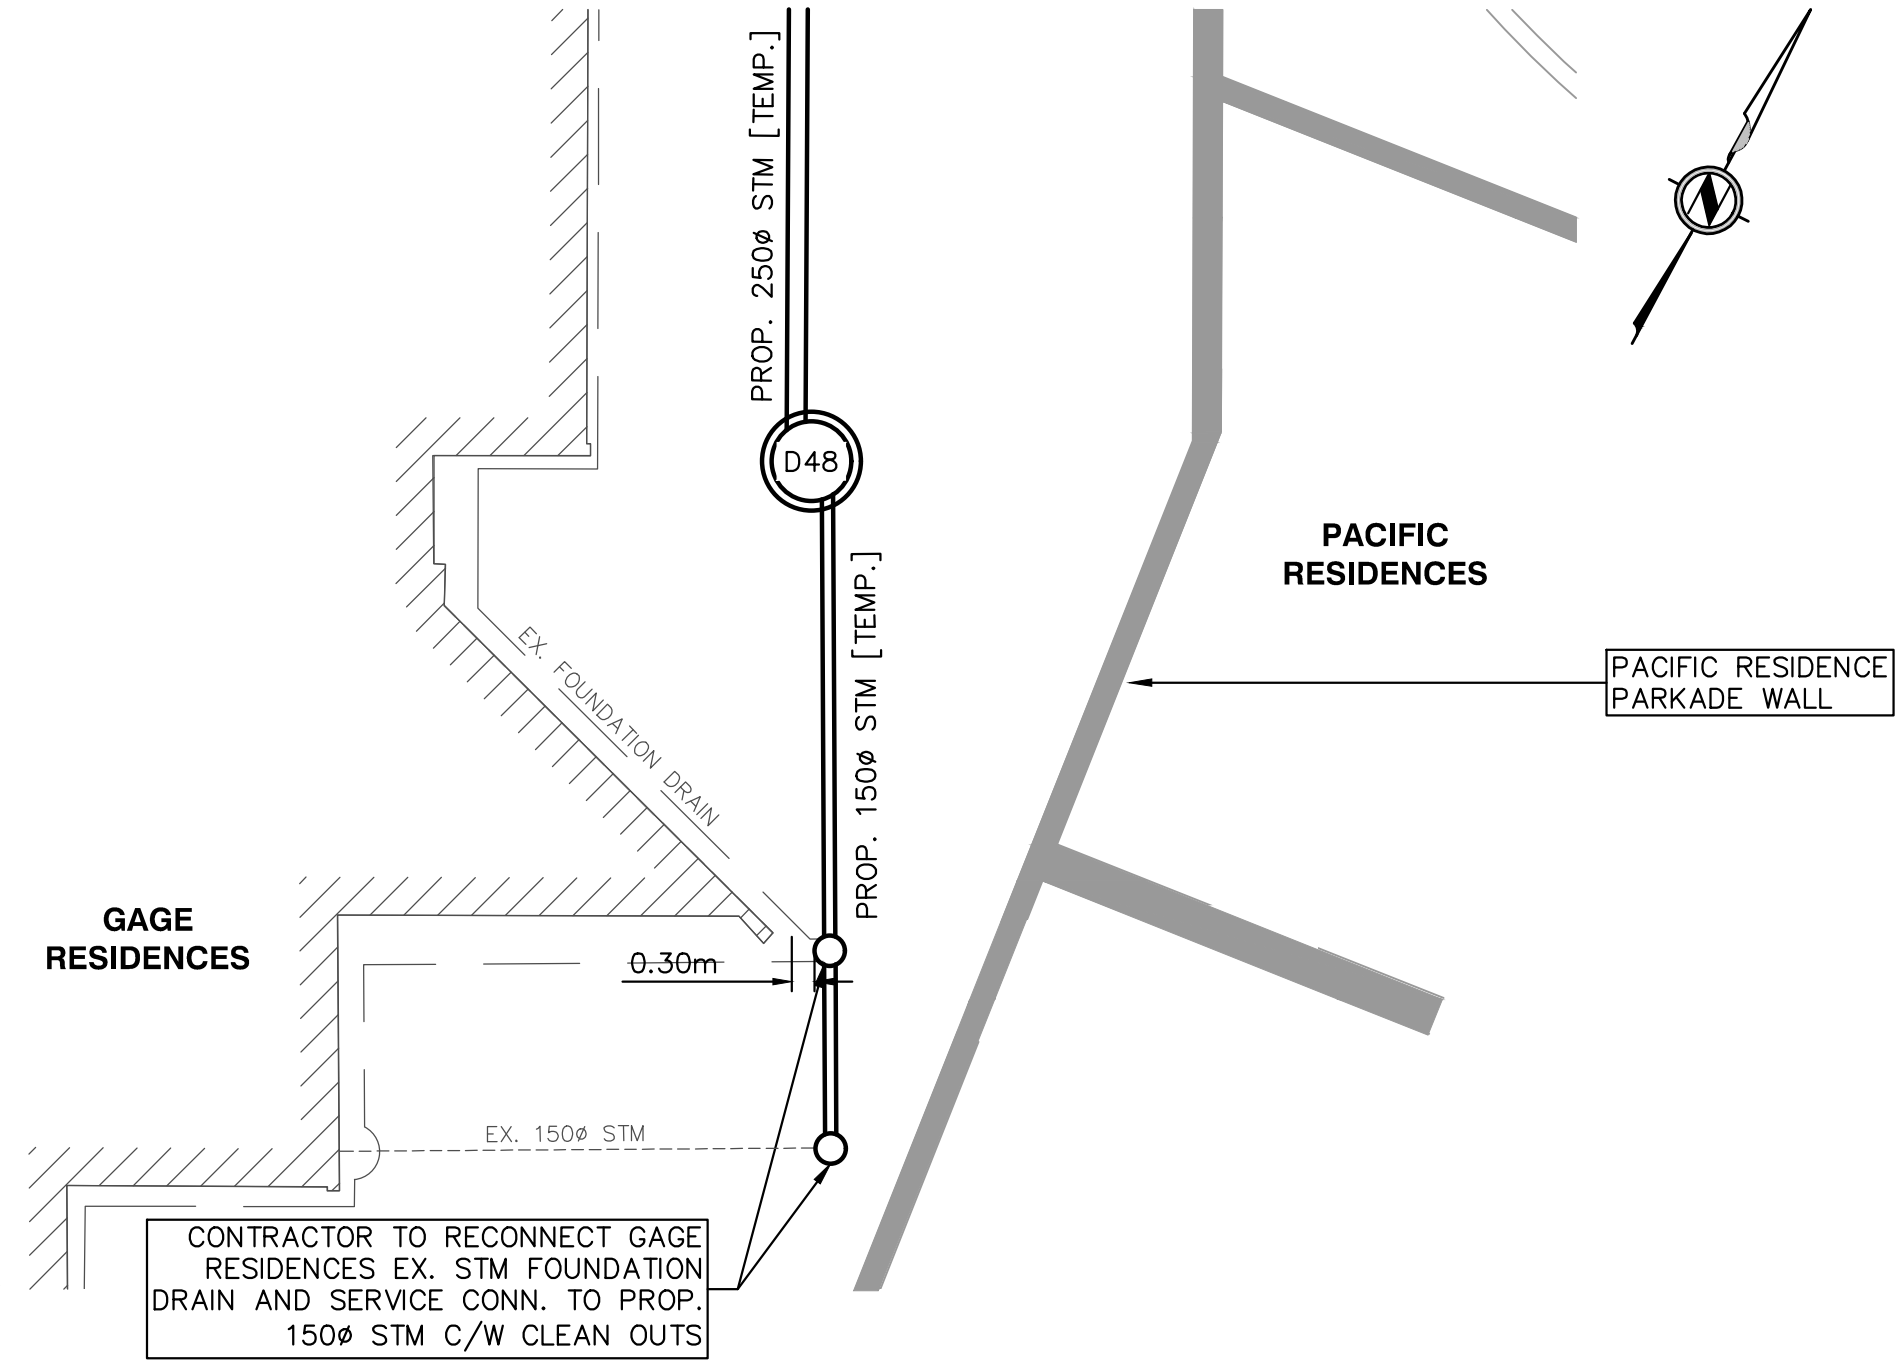 PROP. 250ø STM [TEMP.]
N
D48
PACIFIC
RESIDENCES
PROP. 150ø STM [TEMP.]
EX. FOUNDATION DRAIN
PACIFIC RESIDENCE
PARKADE WALL
GAGE
RESIDENCES
0.30m
EX. 150ø STM
CONTRACTOR TO RECONNECT GAGE
RESIDENCES EX. STM FOUNDATION
DRAIN AND SERVICE CONN. TO PROP.
150ø STM C/W CLEAN OUTS